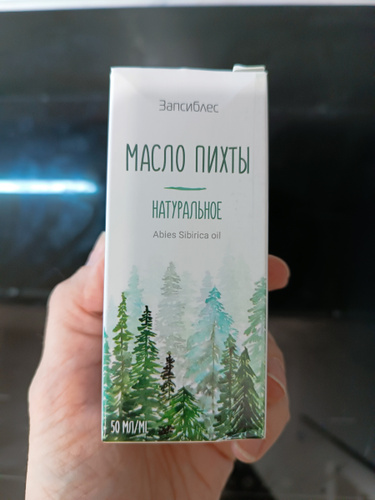 Запсиблес
МАСЛО ПИХТЫ
НАТУРАЛЬНОЕ
Abies Sibirica oil
50 МЛ/ML